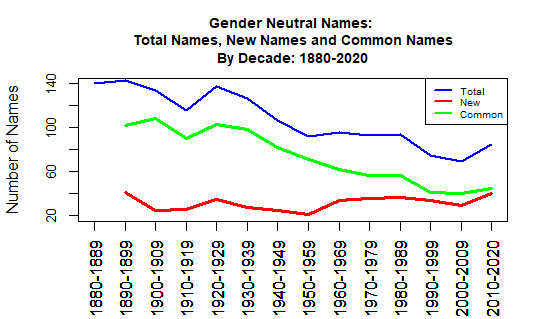 Gender Neutral Names:
Total Names, New Names and Common Names
By Decade: 1880-2020
Number of Names
140
100
60
20
Total
New
Common
1880-1889
1890-1899
1900-1909
1910-1919
1920-1929
1930-1939
1940-1949
1950-1959
1960-1969
1970-1979
1980-1989
1990-1999
2000-2009
2010-2020